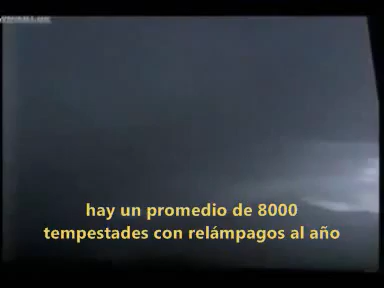 hay un promedio de 8000
tempestades con relámpagos al año